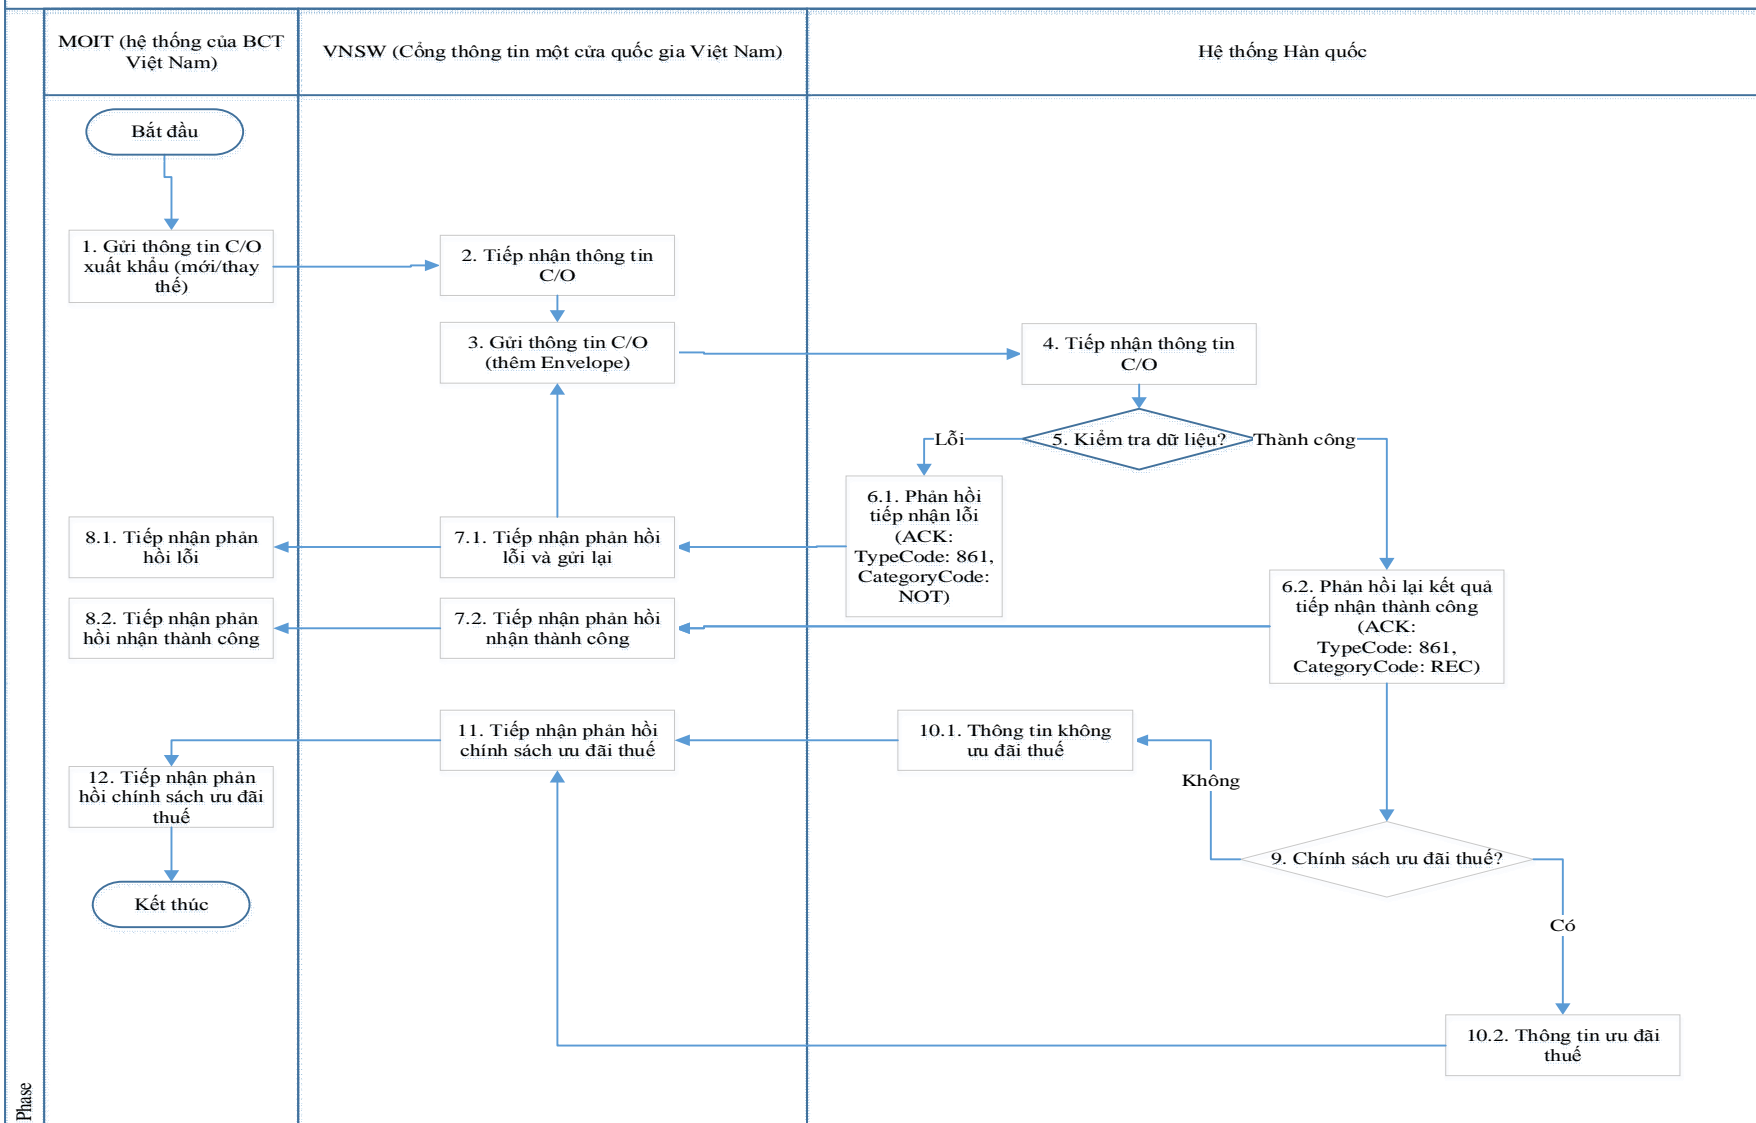 MOIT (hệ thống của BCT
Việt Nam)
VNSW (Cổng thông tin một cửa quốc gia Việt Nam)
Hệ thống Hàn quốc
Bắt đầu
1. Gửi thông tin C/O
xuất khẩu (mới/thay
thế)
2. Tiếp nhận thông tin
C/O
3. Gửi thông tin C/O
(thêm Envelope)
4. Tiếp nhận thông tin
C/O
5. Kiểm tra dữ liệu?
Lỗi
Thành công
6.1. Phản hồi
tiếp nhận lỗi
(ACK:
TypeCode: 861,
CategoryCode:
NOT)
8.1. Tiếp nhận phản
hồi lỗi
7.1. Tiếp nhận phản hồi
lỗi và gửi lại
6.2. Phản hồi lại kết quả
tiếp nhận thành công
(ACK:
TypeCode: 861,
CategoryCode: REC)
8.2. Tiếp nhận phản
hồi nhận thành công
7.2. Tiếp nhận phản hồi
nhận thành công
11. Tiếp nhận phản hồi
chính sách ưu đãi thuế
10.1. Thông tin không
ưu đãi thuế
Không
12. Tiếp nhận phản
hồi chính sách ưu đãi
thuế
9. Chính sách ưu đãi thuế?
Kết thúc
Có
10.2. Thông tin ưu đãi
thuế
Phase